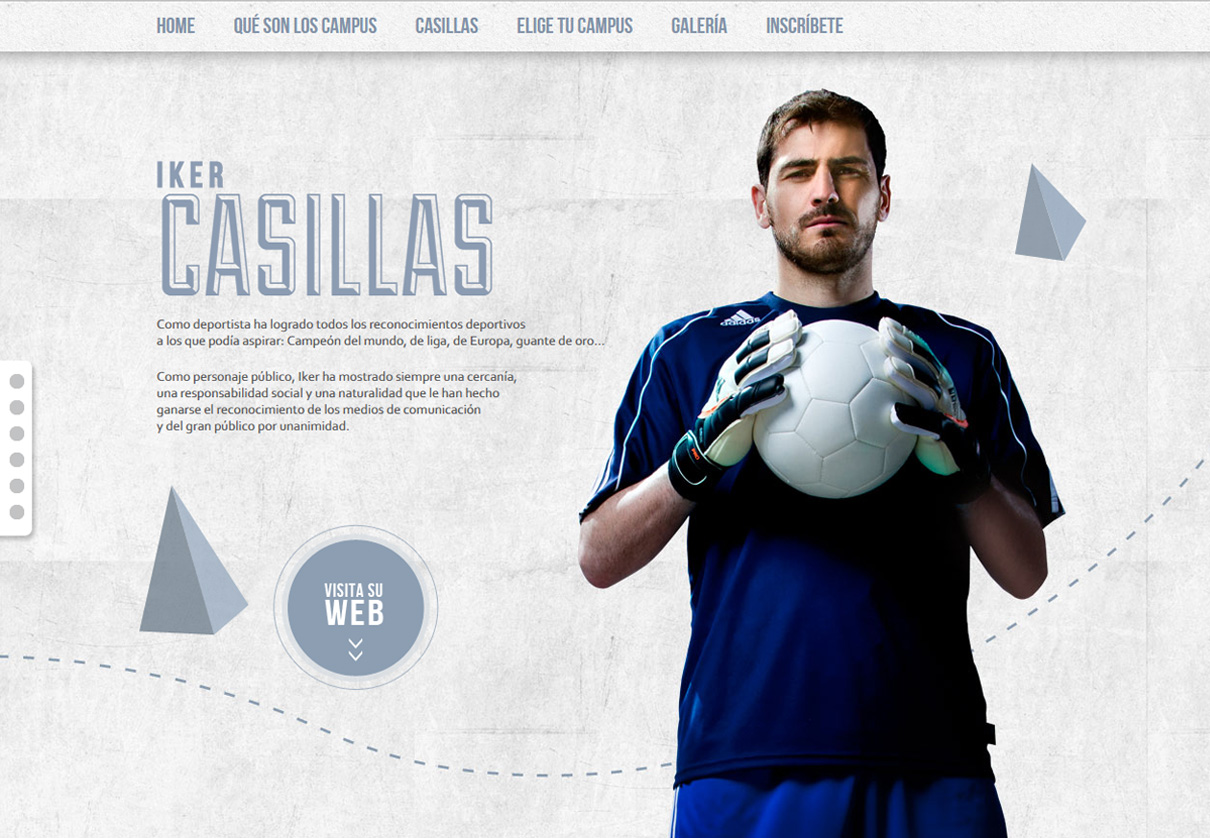 HOME QUÉ SON LOS CAMPUS CASILLAS ELIGE TU CAMPUS GALERÍA INSCRÍBETE
IKER
CASILLAS
Como deportista ha logrado todos los reconocimientos deportivos
a los que podía aspirar: Campeón del mundo, de liga, de Europa, guante de oro...
Como personaje público, Iker ha mostrado siempre una cercanía,
una responsabilidad social y una naturalidad que le han hecho
ganarse el reconocimiento de los medios de comunicación
y del gran público por unanimidad.
adidas
VISITA SU
WEB